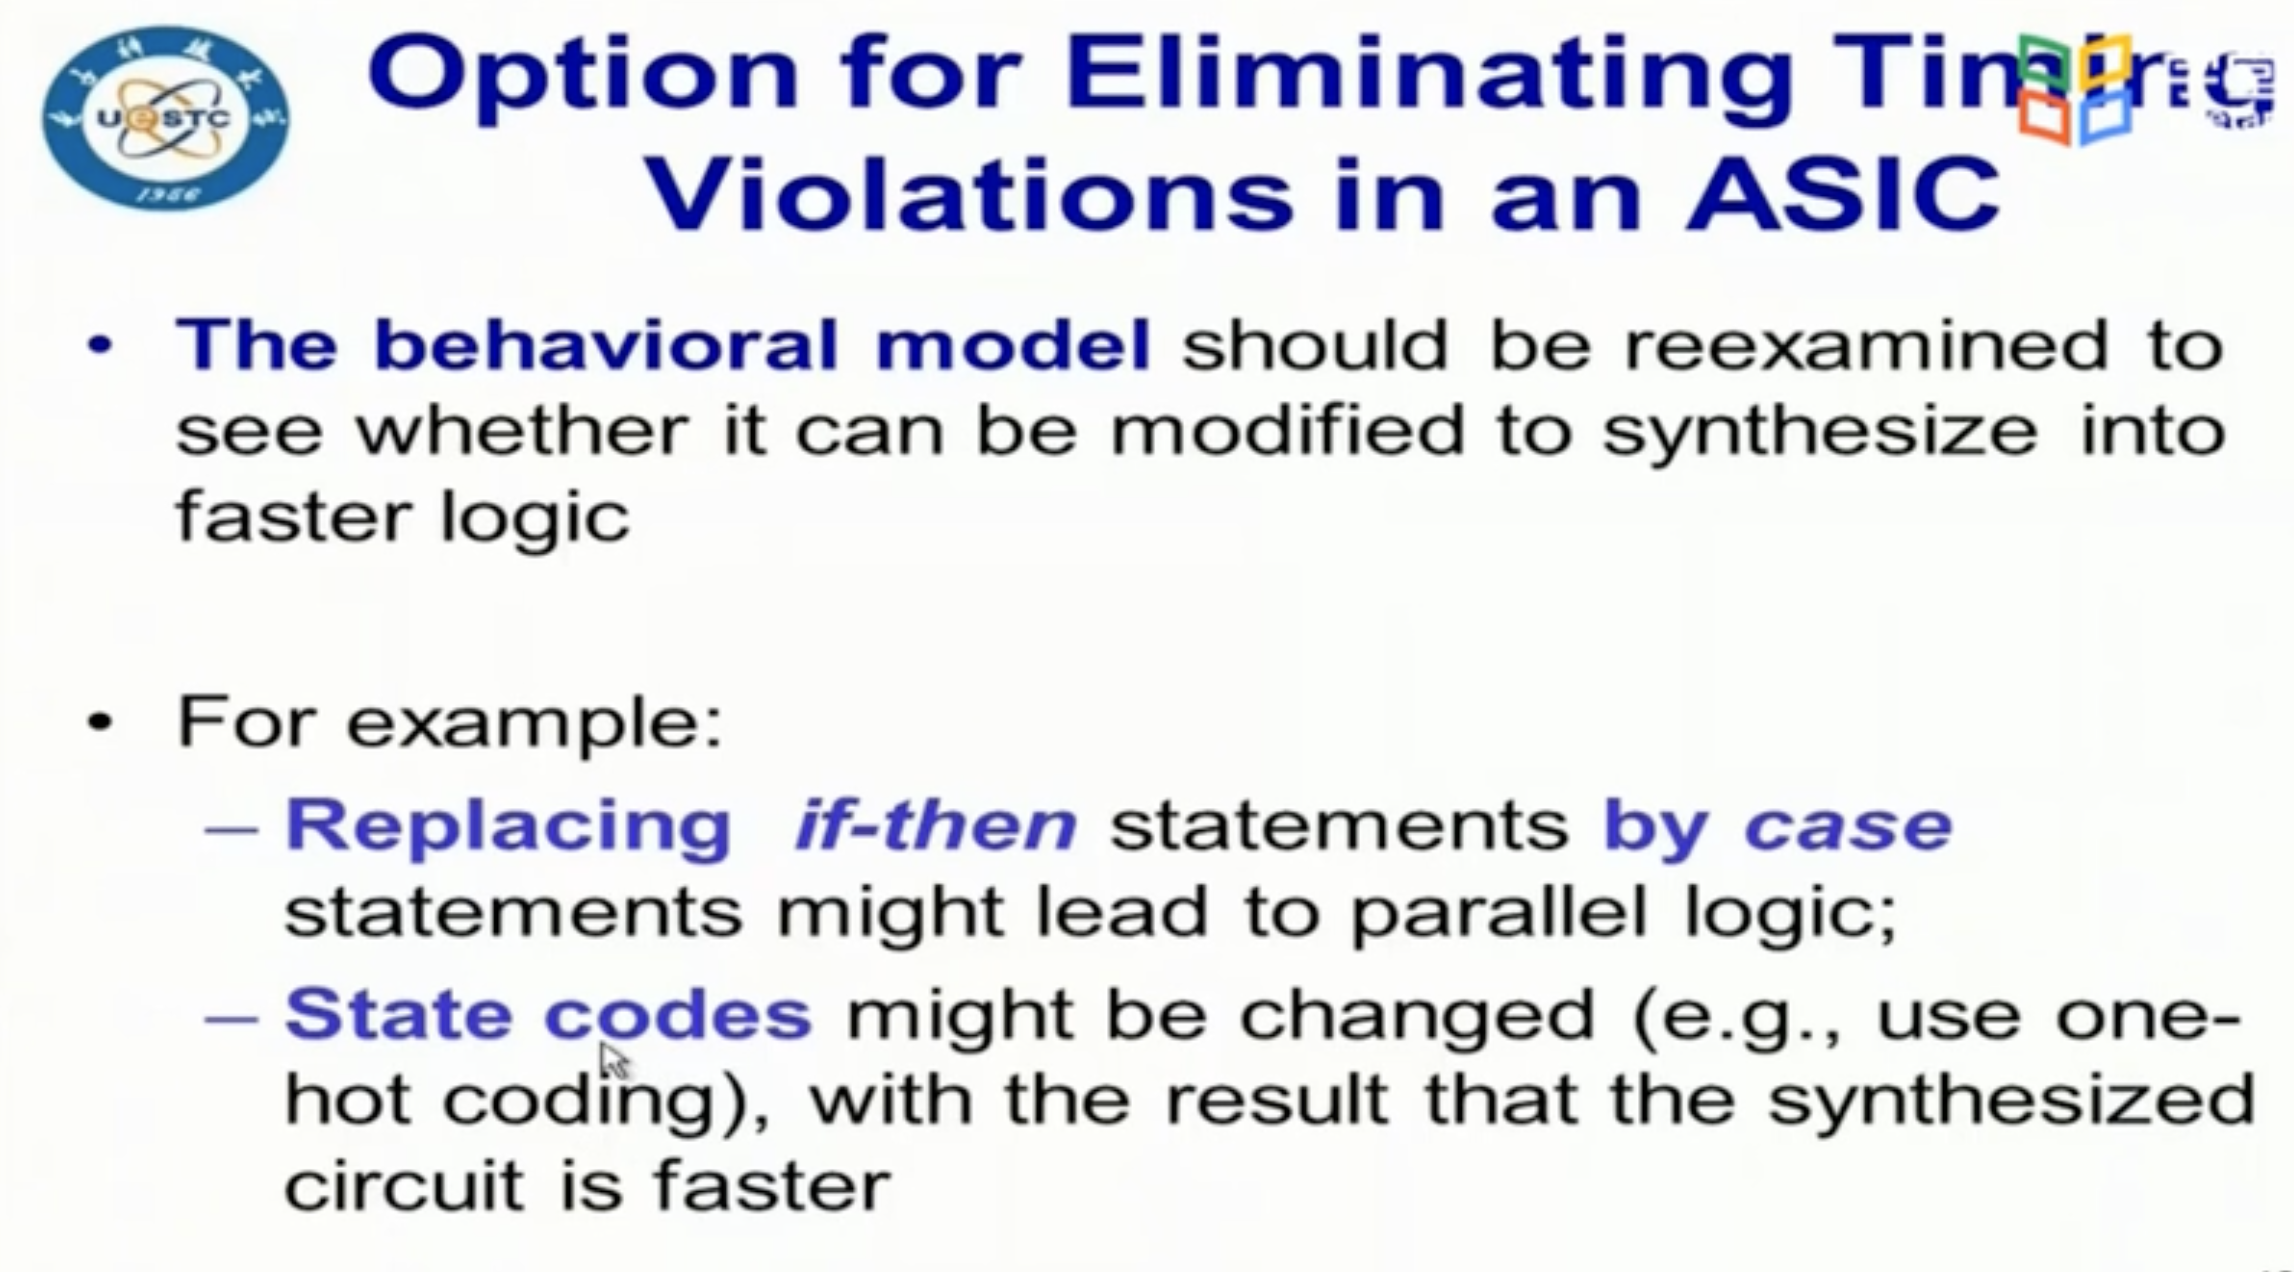 UESTC
1956
Option for Eliminating Timing
Violations in an ASIC
• The behavioral model should be reexamined to
see whether it can be modified to synthesize into
faster logic
• For example:
– Replacing if-then statements by case
statements might lead to parallel logic;
– State codes might be changed (e.g., use one-
hot coding), with the result that the synthesized
circuit is faster